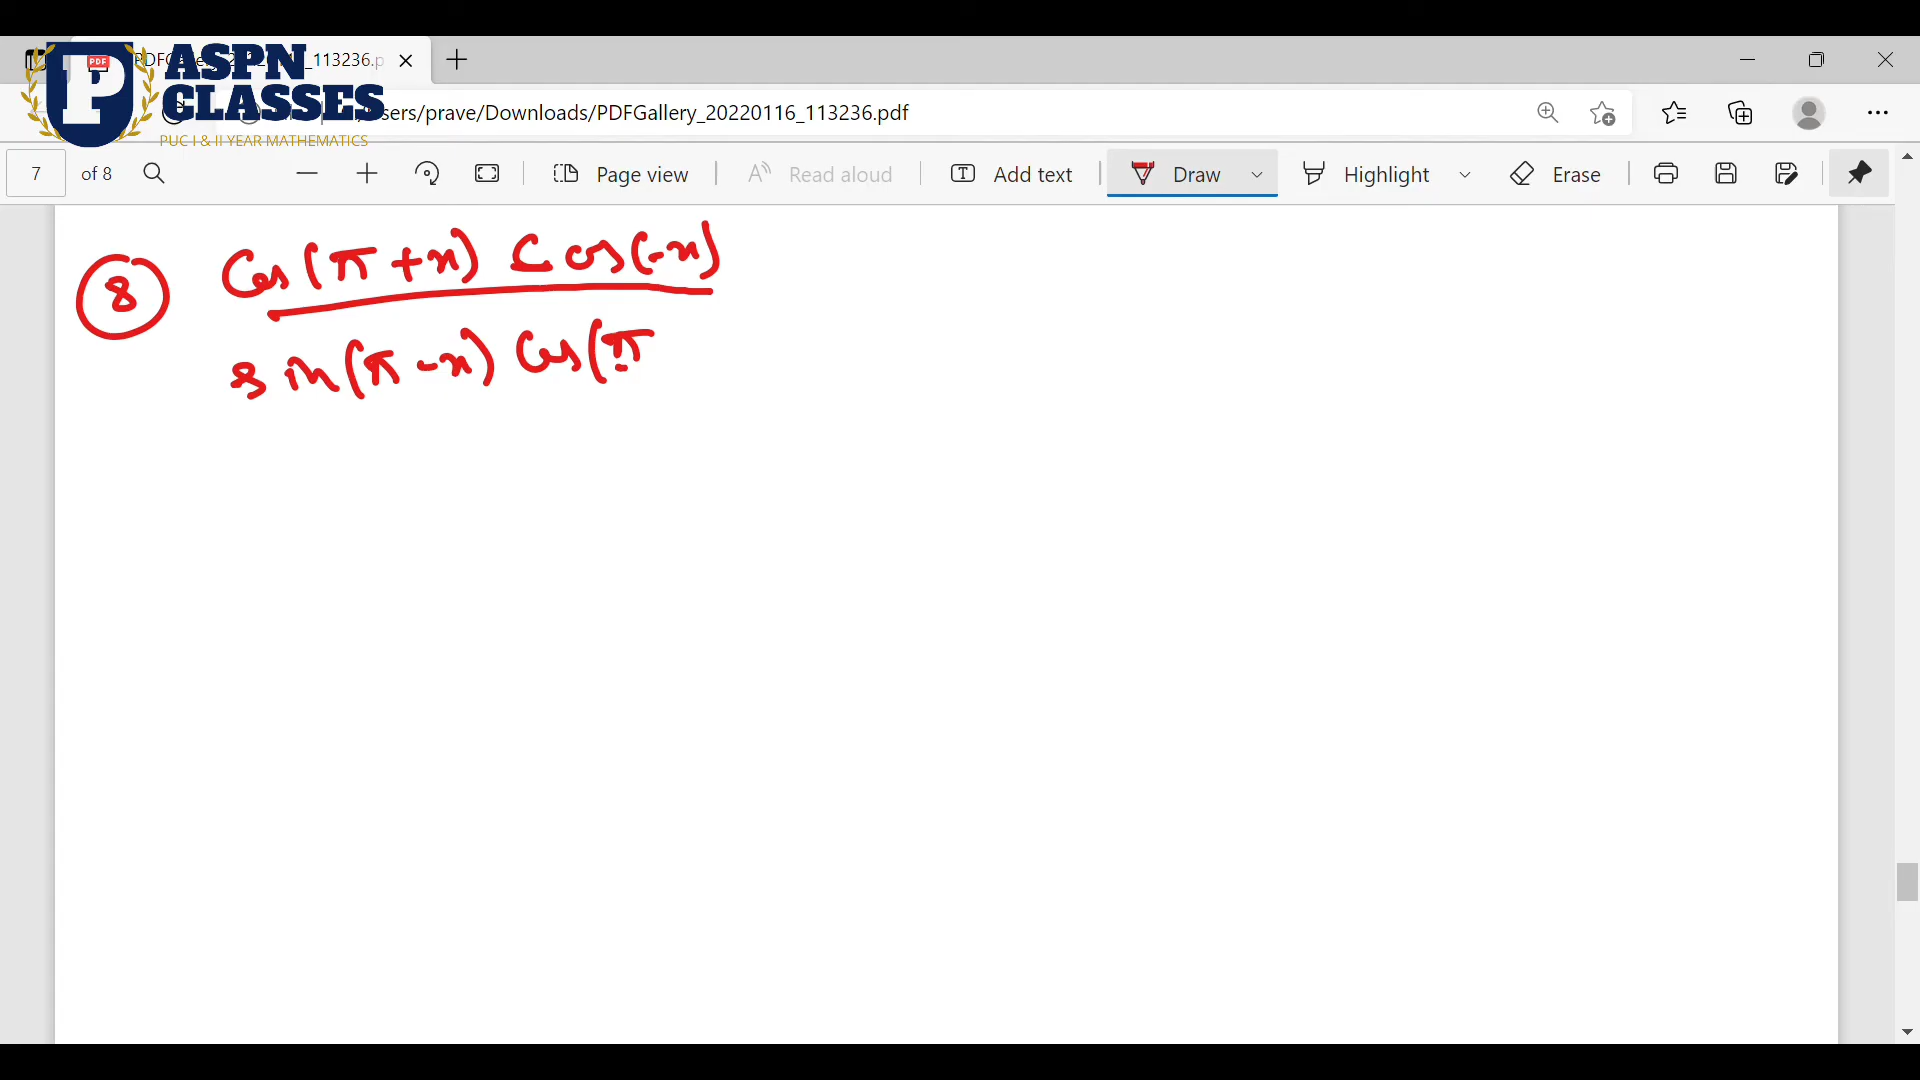 PDFGallery_20220116_113236.p
ASPN
CLASSES
PUC I & II YEAR MATHEMATICS
sers/prave/Downloads/PDFGallery_20220116_113236.pdf
7 of 8 Page view Read aloud Add text Draw Highlight Erase
8 Cos(π+x) Cos(-x)
sin(π-x) Cos(π